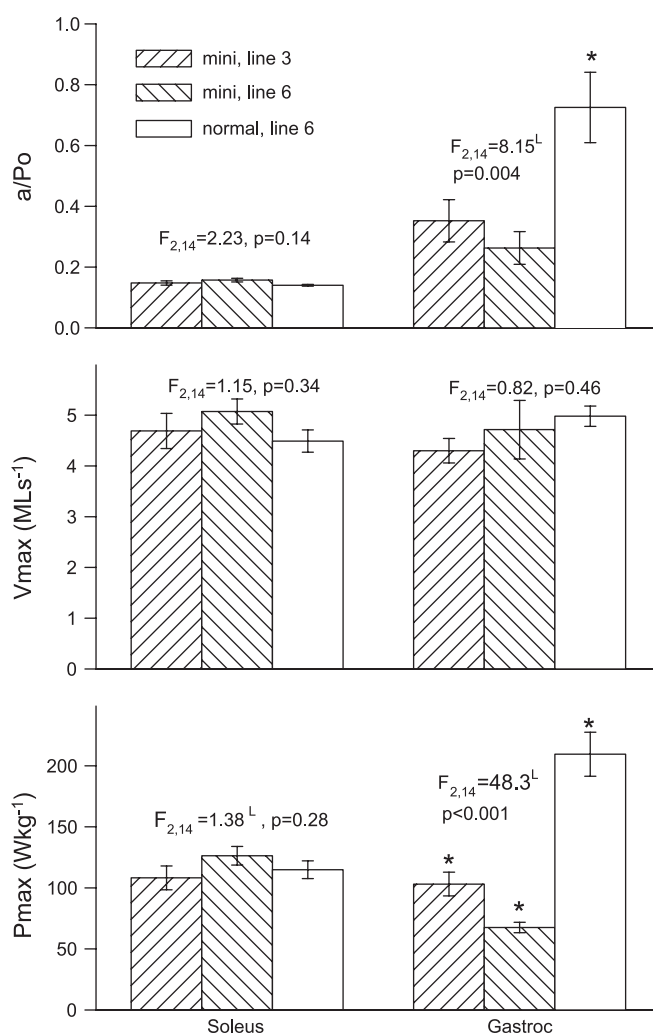 1.0
0.8
0.6
0.4
0.2
0.0
a/Po
mini, line 3
mini, line 6
normal, line 6
*
F2,14=8.15L
p=0.004
F2,14=2.23, p=0.14
5
4
3
2
1
0
Vmax (MLs-1)
F2,14=1.15, p=0.34
F2,14=0.82, p=0.46
200
150
100
50
0
Pmax (Wkg-1)
*
F2,14=48.3L
p<0.001
F2,14=1.38 L , p=0.28
*
*
Soleus
Gastroc